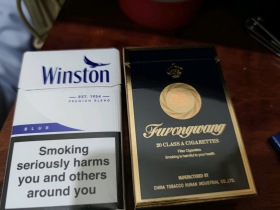 Winston
EST. 1954
PREMIUM BLEND
BLUE
Smoking
seriously harms
you and others
around you
Furongwang
20 CLASS A CIGARETTES
Filter Cigarettes
Smoking is harmful to your health
MANUFACTURED BY
CHINA TOBACCO HUNAN INDUSTRIAL CO.,LTD.